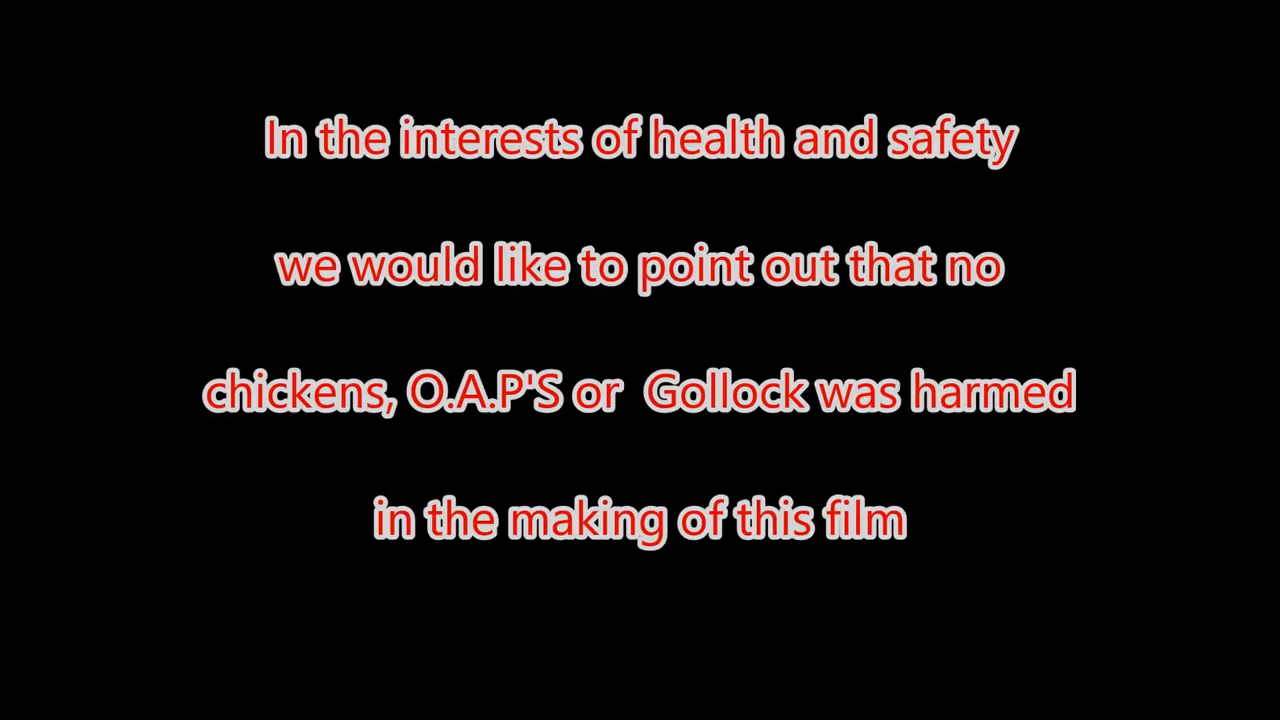 In the interests of health and safety
we would like to point out that no
chickens, O.A.P'S or  Gollock was harmed
in the making of this film